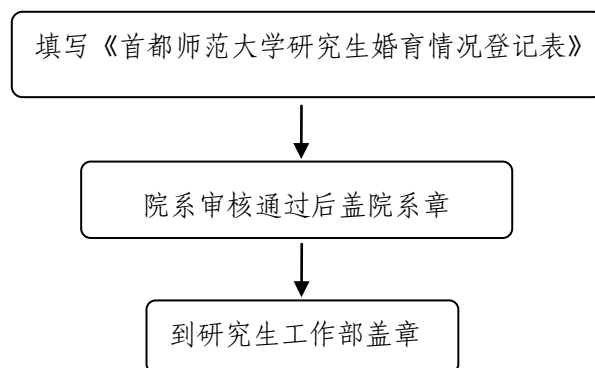 填写《首都师范大学研究生婚育情况登记表》
院系审核通过后盖院系章
到研究生工作部盖章